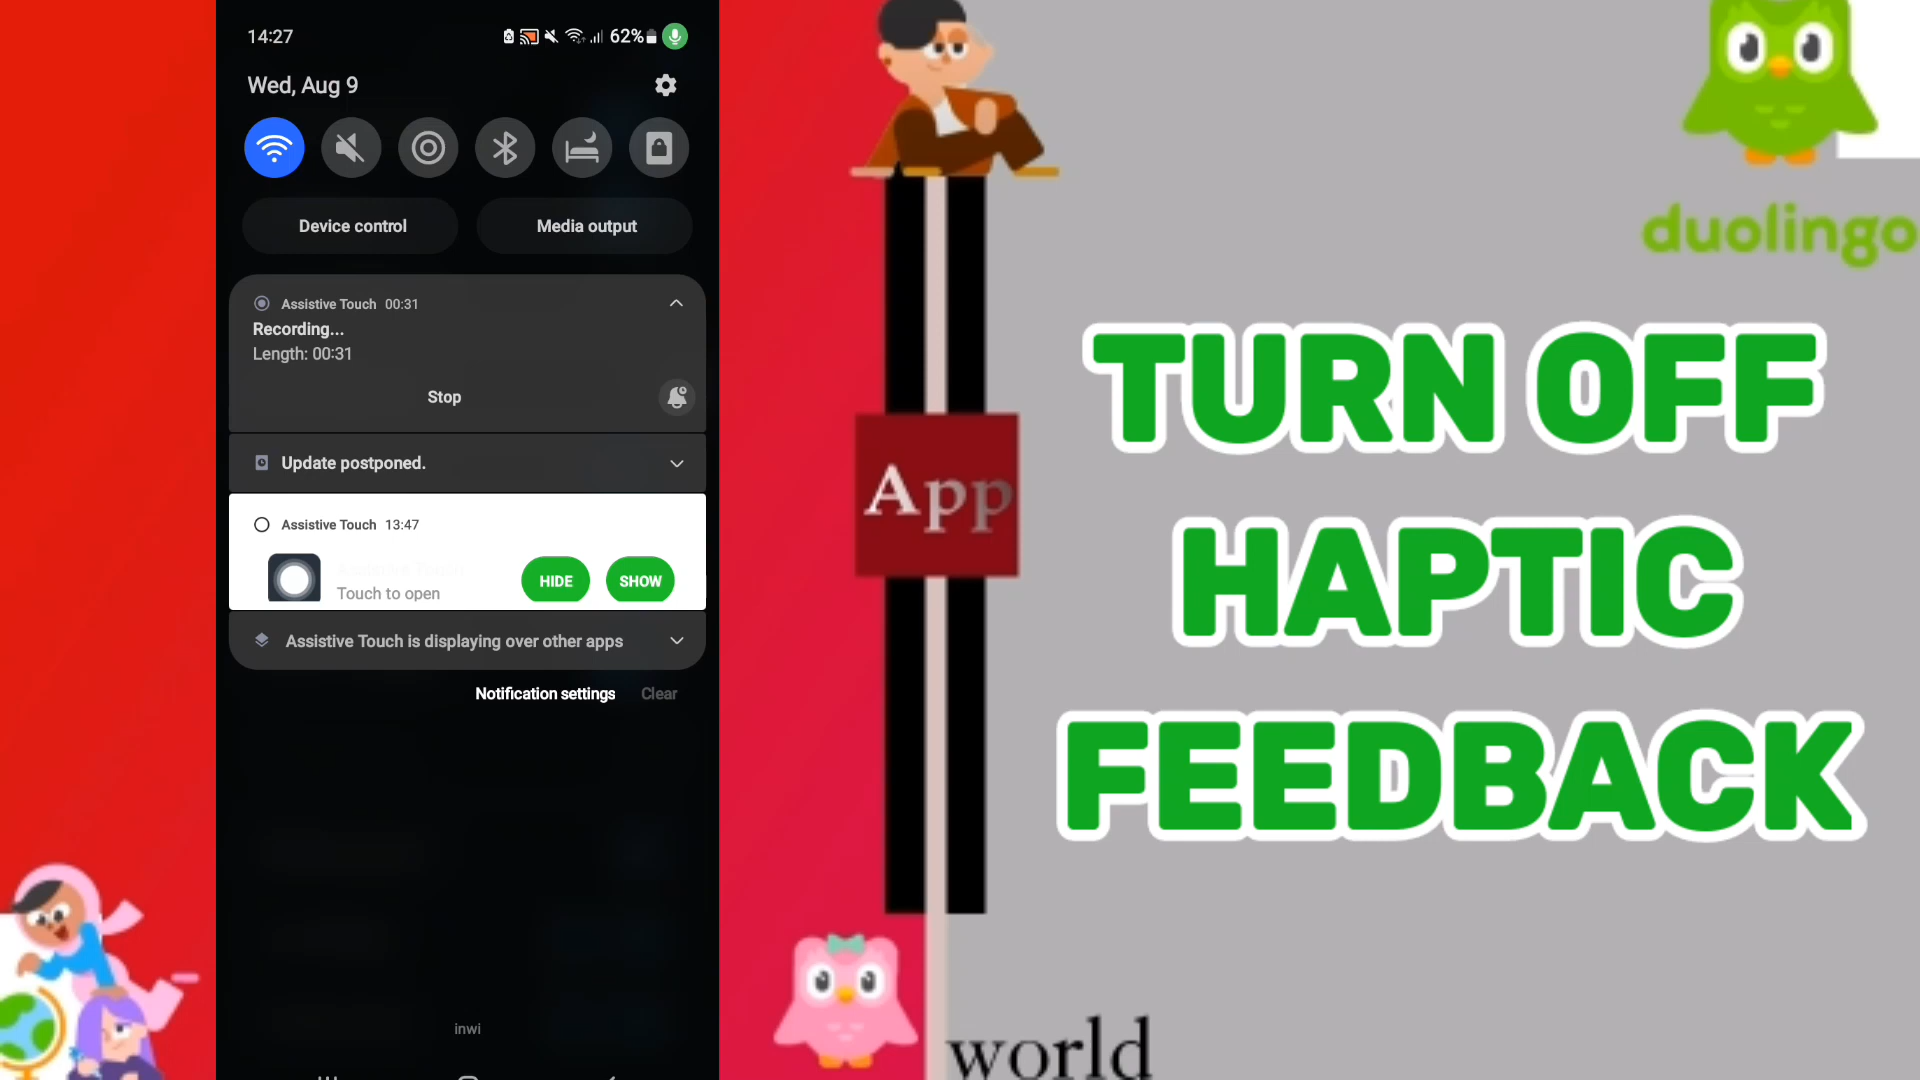 14:27
62%
Wed, Aug 9
Device control
Media output
Assistive Touch 00:31
Recording...
Length: 00:31
Stop
Update postponed.
Assistive Touch 13:47
Assistive Touch
Touch to open
HIDE
SHOW
Assistive Touch is displaying over other apps
Notification settings
Clear
inwi
App
world
duolingo
TURN OFF
HAPTIC
FEEDBACK